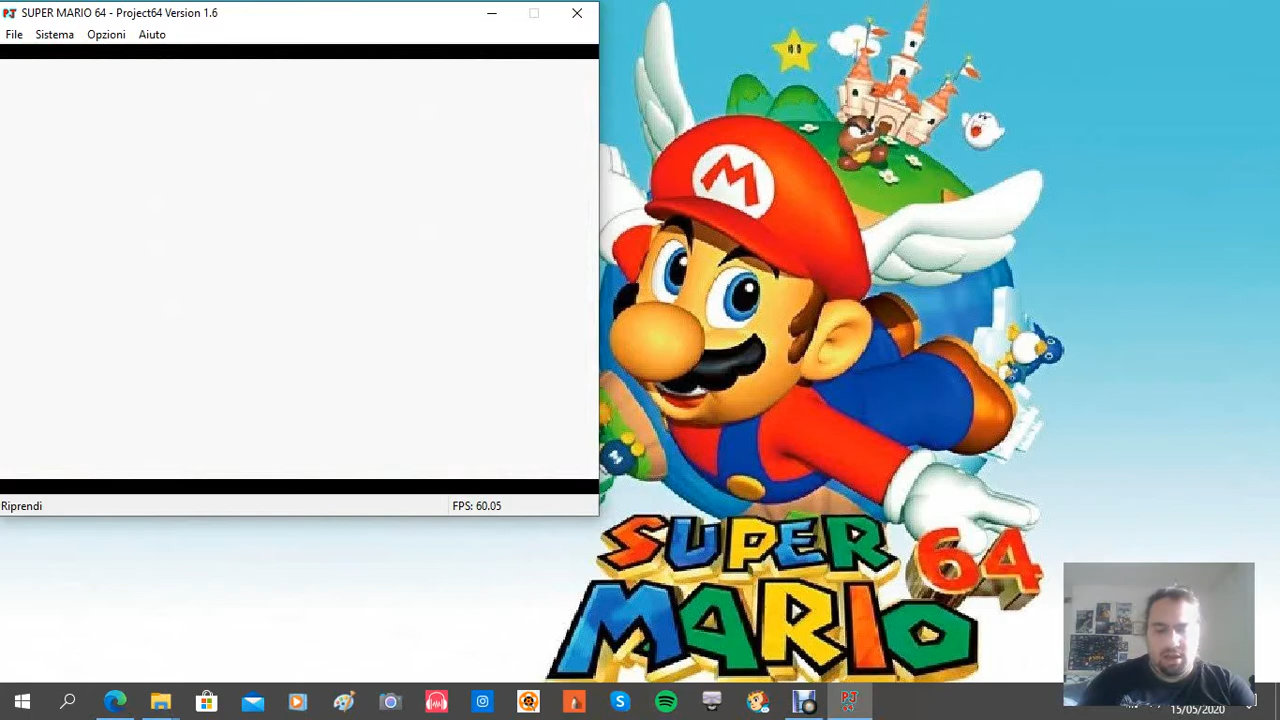 SUPER MARIO 64 - Project64 Version 1.6
File Sistema Opzioni Aiuto
M
SUPER
MARIO
64
Riprendi
FPS: 60.05
15/05/2020